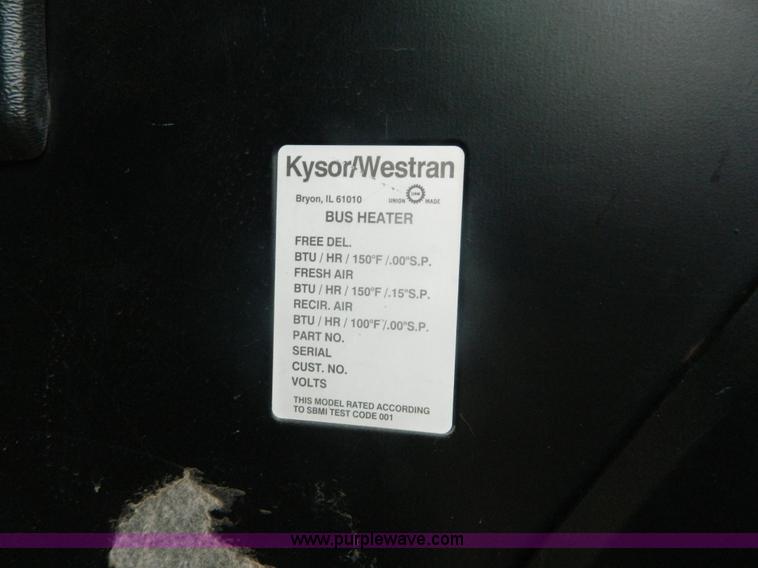 Kysor/Westran
Bryon, IL 61010 UNION MADE
BUS HEATER
FREE DEL.
BTU / HR / 150°F /.00"S.P.
FRESH AIR
BTU / HR / 150°F /.15"S.P.
RECIR. AIR
BTU / HR / 100°F /.00"S.P.
PART NO.
SERIAL
CUST. NO.
VOLTS
THIS MODEL RATED ACCORDING
TO SBMI TEST CODE 001
www.purplewave.com